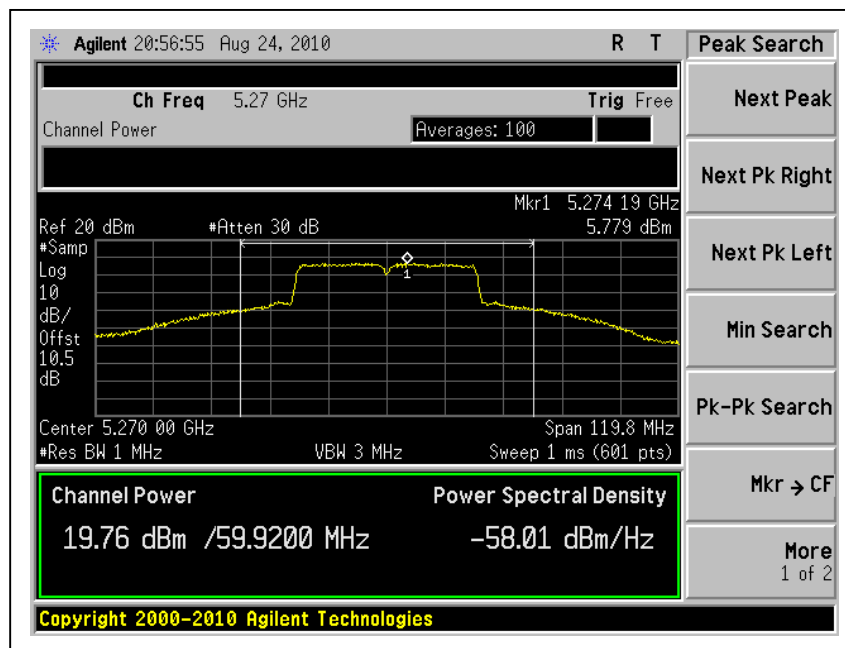 Agilent 20:56:55 Aug 24, 2010 R T
Peak Search
Ch Freq 5.27 GHz Trig Free
Channel Power Averages: 100
Mkr1 5.274 19 GHz
Ref 20 dBm #Atten 30 dB 5.779 dBm
#Samp
Log
10
dB/
Offst
10.5
dB
1
Center 5.270 00 GHz Span 119.8 MHz
#Res BW 1 MHz VBW 3 MHz Sweep 1 ms (601 pts)
Channel Power Power Spectral Density
19.76 dBm /59.9200 MHz -58.01 dBm/Hz
Copyright 2000-2010 Agilent Technologies
Next Peak
Next Pk Right
Next Pk Left
Min Search
Pk-Pk Search
Mkr → CF
More
1 of 2